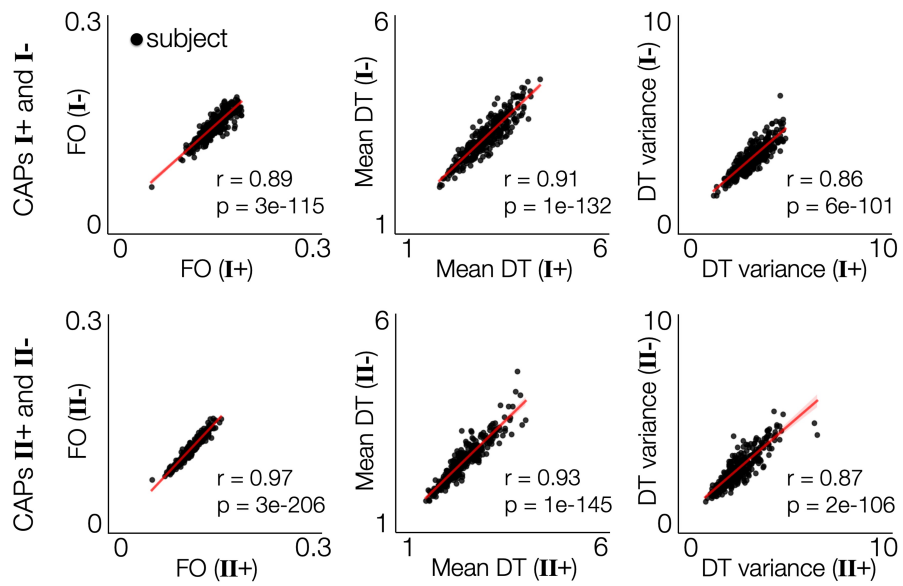 CAPs I+ and I-
0.3
subject
FO (I-)
r = 0.89
p = 3e-115
0
0
0.3
FO (I+)
6
Mean DT (I-)
r = 0.91
p = 1e-132
1
1
6
Mean DT (I+)
10
DT variance (I-)
r = 0.86
p = 6e-101
0
0
10
DT variance (I+)
CAPs II+ and II-
0.3
FO (II-)
r = 0.97
p = 3e-206
0
0
0.3
FO (II+)
6
Mean DT (II-)
r = 0.93
p = 1e-145
1
1
6
Mean DT (II+)
10
DT variance (II-)
r = 0.87
p = 2e-106
0
0
10
DT variance (II+)